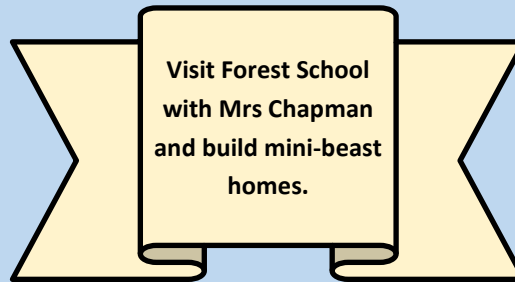 Visit Forest School
with Mrs Chapman
and build mini-beast
homes.